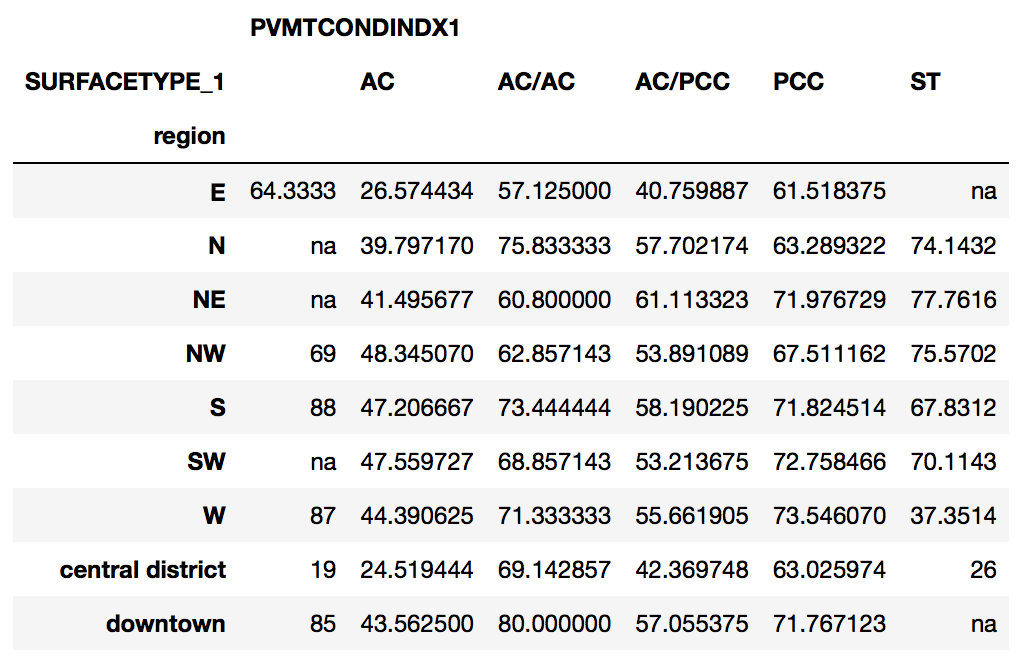 PVMTCONDINDX1
SURFACETYPE_1 AC AC/AC AC/PCC PCC ST
region
E 64.3333 26.574434 57.125000 40.759887 61.518375 na
N na 39.797170 75.833333 57.702174 63.289322 74.1432
NE na 41.495677 60.800000 61.113323 71.976729 77.7616
NW 69 48.345070 62.857143 53.891089 67.511162 75.5702
S 88 47.206667 73.444444 58.190225 71.824514 67.8312
SW na 47.559727 68.857143 53.213675 72.758466 70.1143
W 87 44.390625 71.333333 55.661905 73.546070 37.3514
central district 19 24.519444 69.142857 42.369748 63.025974 26
downtown 85 43.562500 80.000000 57.055375 71.767123 na